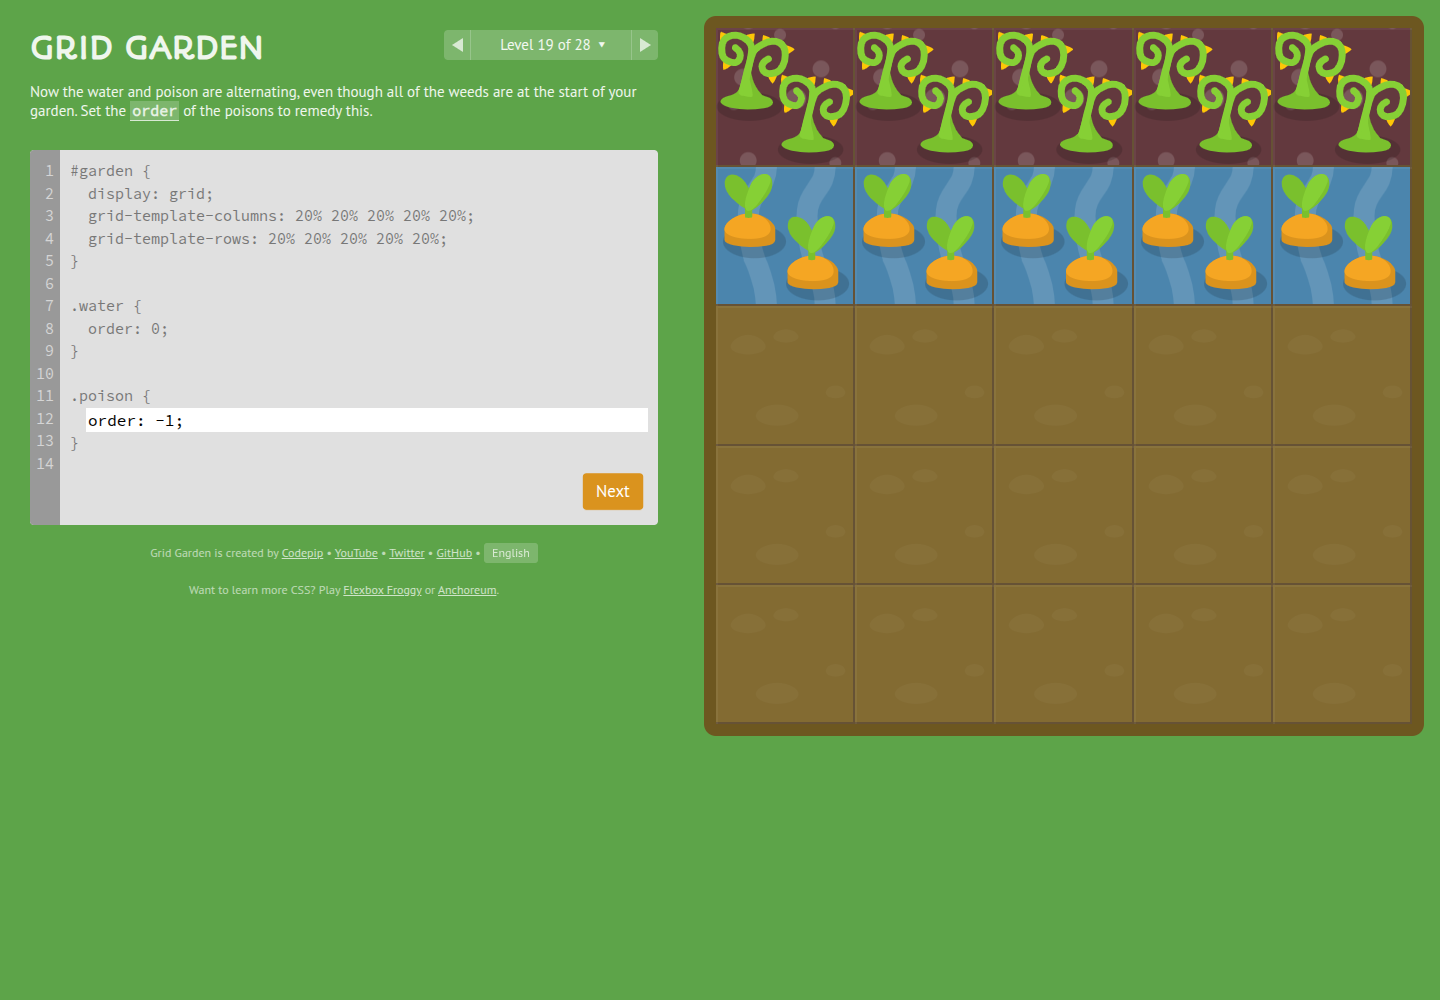 GRID GARDEN
Level 19 of 28 ▼
Now the water and poison are alternating, even though all of the weeds are at the start of your
garden. Set the order of the poisons to remedy this.
1 #garden {
2   display: grid;
3   grid-template-columns: 20% 20% 20% 20% 20%;
4   grid-template-rows: 20% 20% 20% 20% 20%;
5 }
6
7 .water {
8   order: 0;
9 }
10
11 .poison {
12   order: -1;
13 }
14
Next
Grid Garden is created by Codepip • YouTube • Twitter • GitHub • English
Want to learn more CSS? Play Flexbox Froggy or Anchoreum.